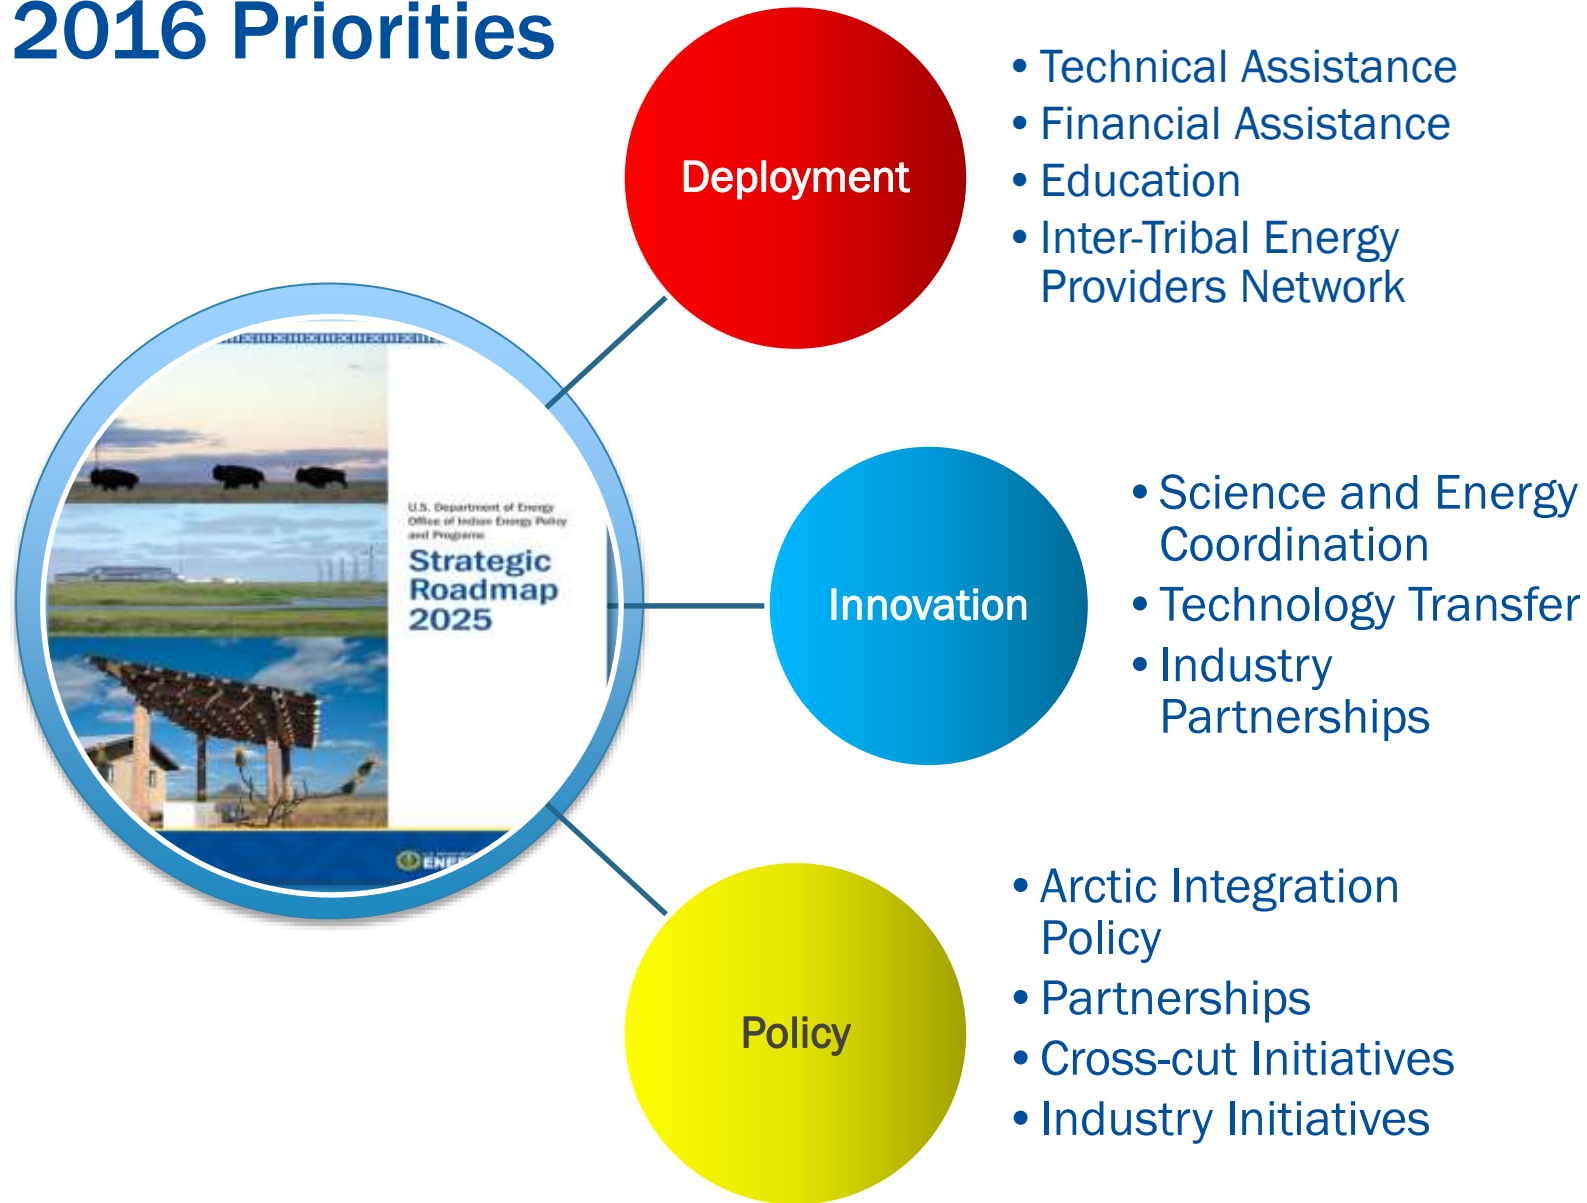 2016 Priorities
Deployment
• Technical Assistance
• Financial Assistance
• Education
• Inter-Tribal Energy
Providers Network
U.S. Department of Energy
Office of Indian Energy Policy
and Programs
Strategic
Roadmap
2025
Innovation
• Science and Energy
Coordination
• Technology Transfer
• Industry
Partnerships
Policy
• Arctic Integration
Policy
• Partnerships
• Cross-cut Initiatives
• Industry Initiatives